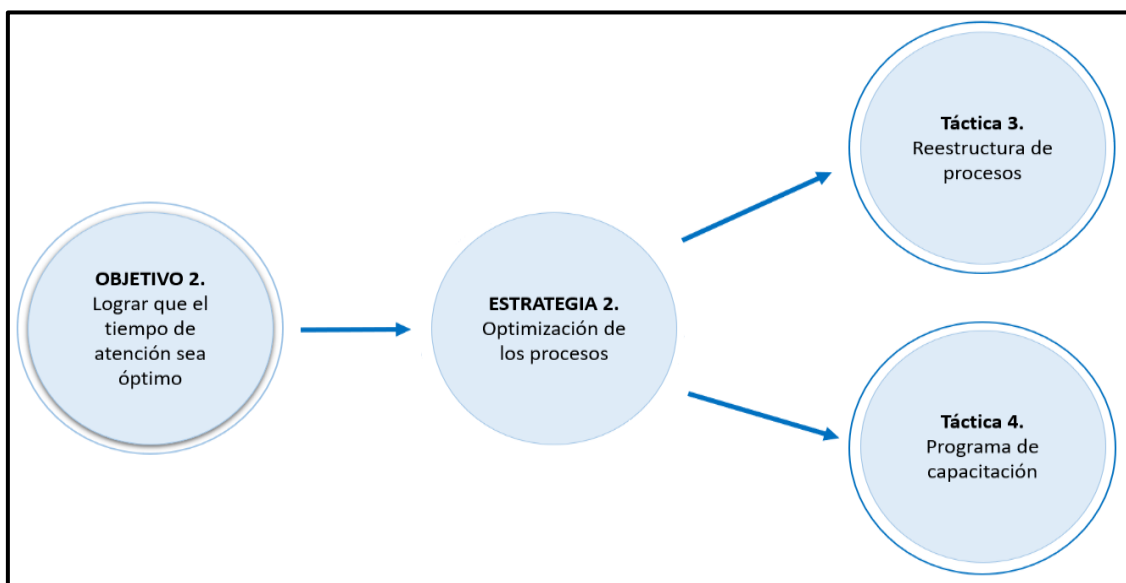 OBJETIVO 2.
Lograr que el
tiempo de
atención sea
óptimo
ESTRATEGIA 2.
Optimización de
los procesos
Táctica 3.
Reestructura de
procesos
Táctica 4.
Programa de
capacitación